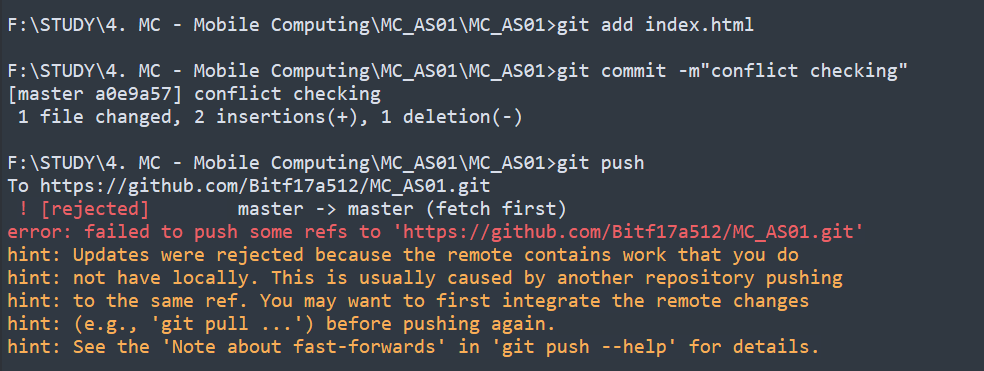 F:\STUDY\4. MC - Mobile Computing\MC_AS01\MC_AS01>git add index.html
F:\STUDY\4. MC - Mobile Computing\MC_AS01\MC_AS01>git commit -m"conflict checking"
[master a0e9a57] conflict checking
 1 file changed, 2 insertions(+), 1 deletion(-)
F:\STUDY\4. MC - Mobile Computing\MC_AS01\MC_AS01>git push
To https://github.com/Bitf17a512/MC_AS01.git
 ! [rejected]        master -> master (fetch first)
error: failed to push some refs to 'https://github.com/Bitf17a512/MC_AS01.git'
hint: Updates were rejected because the remote contains work that you do
hint: not have locally. This is usually caused by another repository pushing
hint: to the same ref. You may want to first integrate the remote changes
hint: (e.g., 'git pull ...') before pushing again.
hint: See the 'Note about fast-forwards' in 'git push --help' for details.